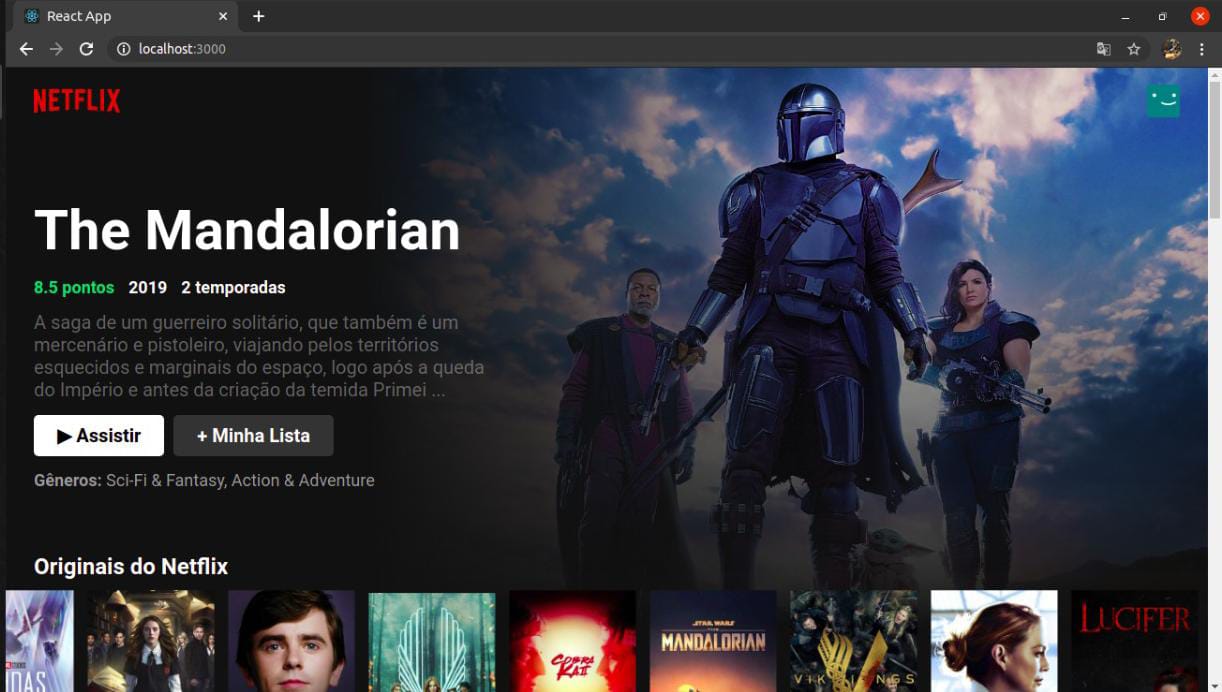 React App
localhost:3000
NETFLIX
The Mandalorian
8.5 pontos 2019 2 temporadas
A saga de um guerreiro solitário, que também é um
mercenário e pistoleiro, viajando pelos territórios
esquecidos e marginais do espaço, logo após a queda
do Império e antes da criação da temida Primei ...
▶ Assistir
+ Minha Lista
Gêneros: Sci-Fi & Fantasy, Action & Adventure
Originais do Netflix
COBRA
KAI
STAR WARS
THE
MANDALORIAN
VIKINGS
LUCIFER